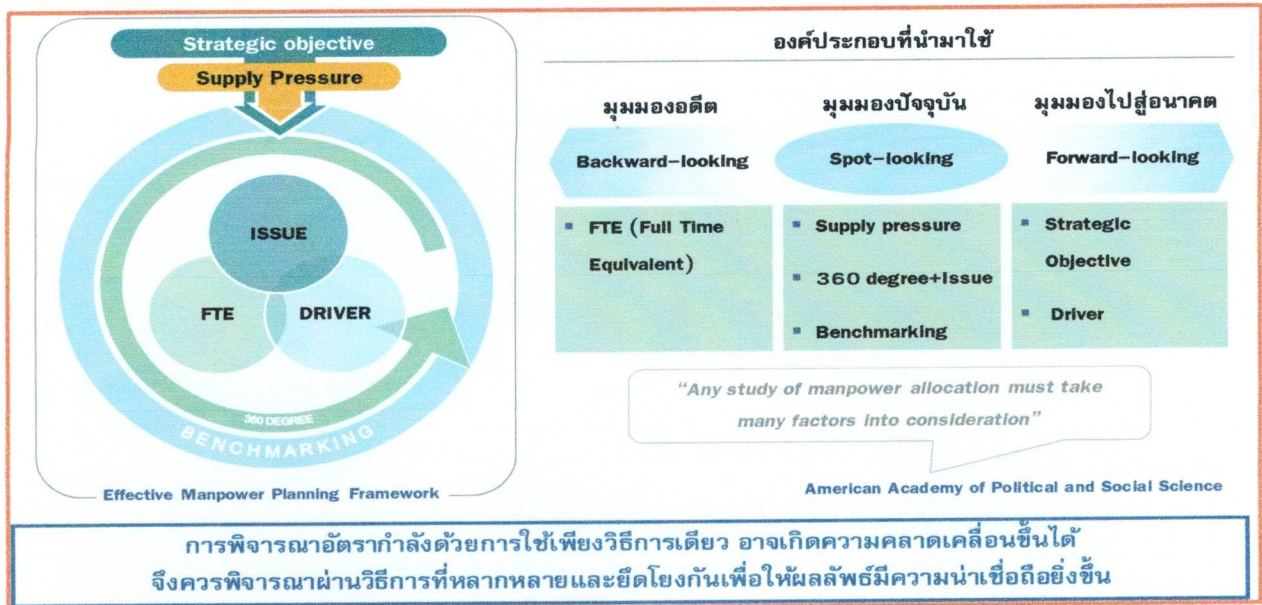 Strategic objective
Supply Pressure
ISSUE
FTE
DRIVER
360 DEGREE
BENCHMARKING
Effective Manpower Planning Framework
องค์ประกอบที่นำมาใช้
มุมมองอดีต
มุมมองปัจจุบัน
มุมมองไปสู่อนาคต
Backward-looking
Spot-looking
Forward-looking
▪ FTE (Full Time
Equivalent)
▪ Supply pressure
▪ 360 degree+Issue
▪ Benchmarking
▪ Strategic
Objective
▪ Driver
“Any study of manpower allocation must take
many factors into consideration”
American Academy of Political and Social Science
การพิจารณาอัตรากำลังด้วยการใช้เพียงวิธีการเดียว อาจเกิดความคลาดเคลื่อนขึ้นได้
จึงควรพิจารณาผ่านวิธีการที่หลากหลายและยึดโยงกันเพื่อให้ผลลัพธ์มีความน่าเชื่อถือยิ่งขึ้น